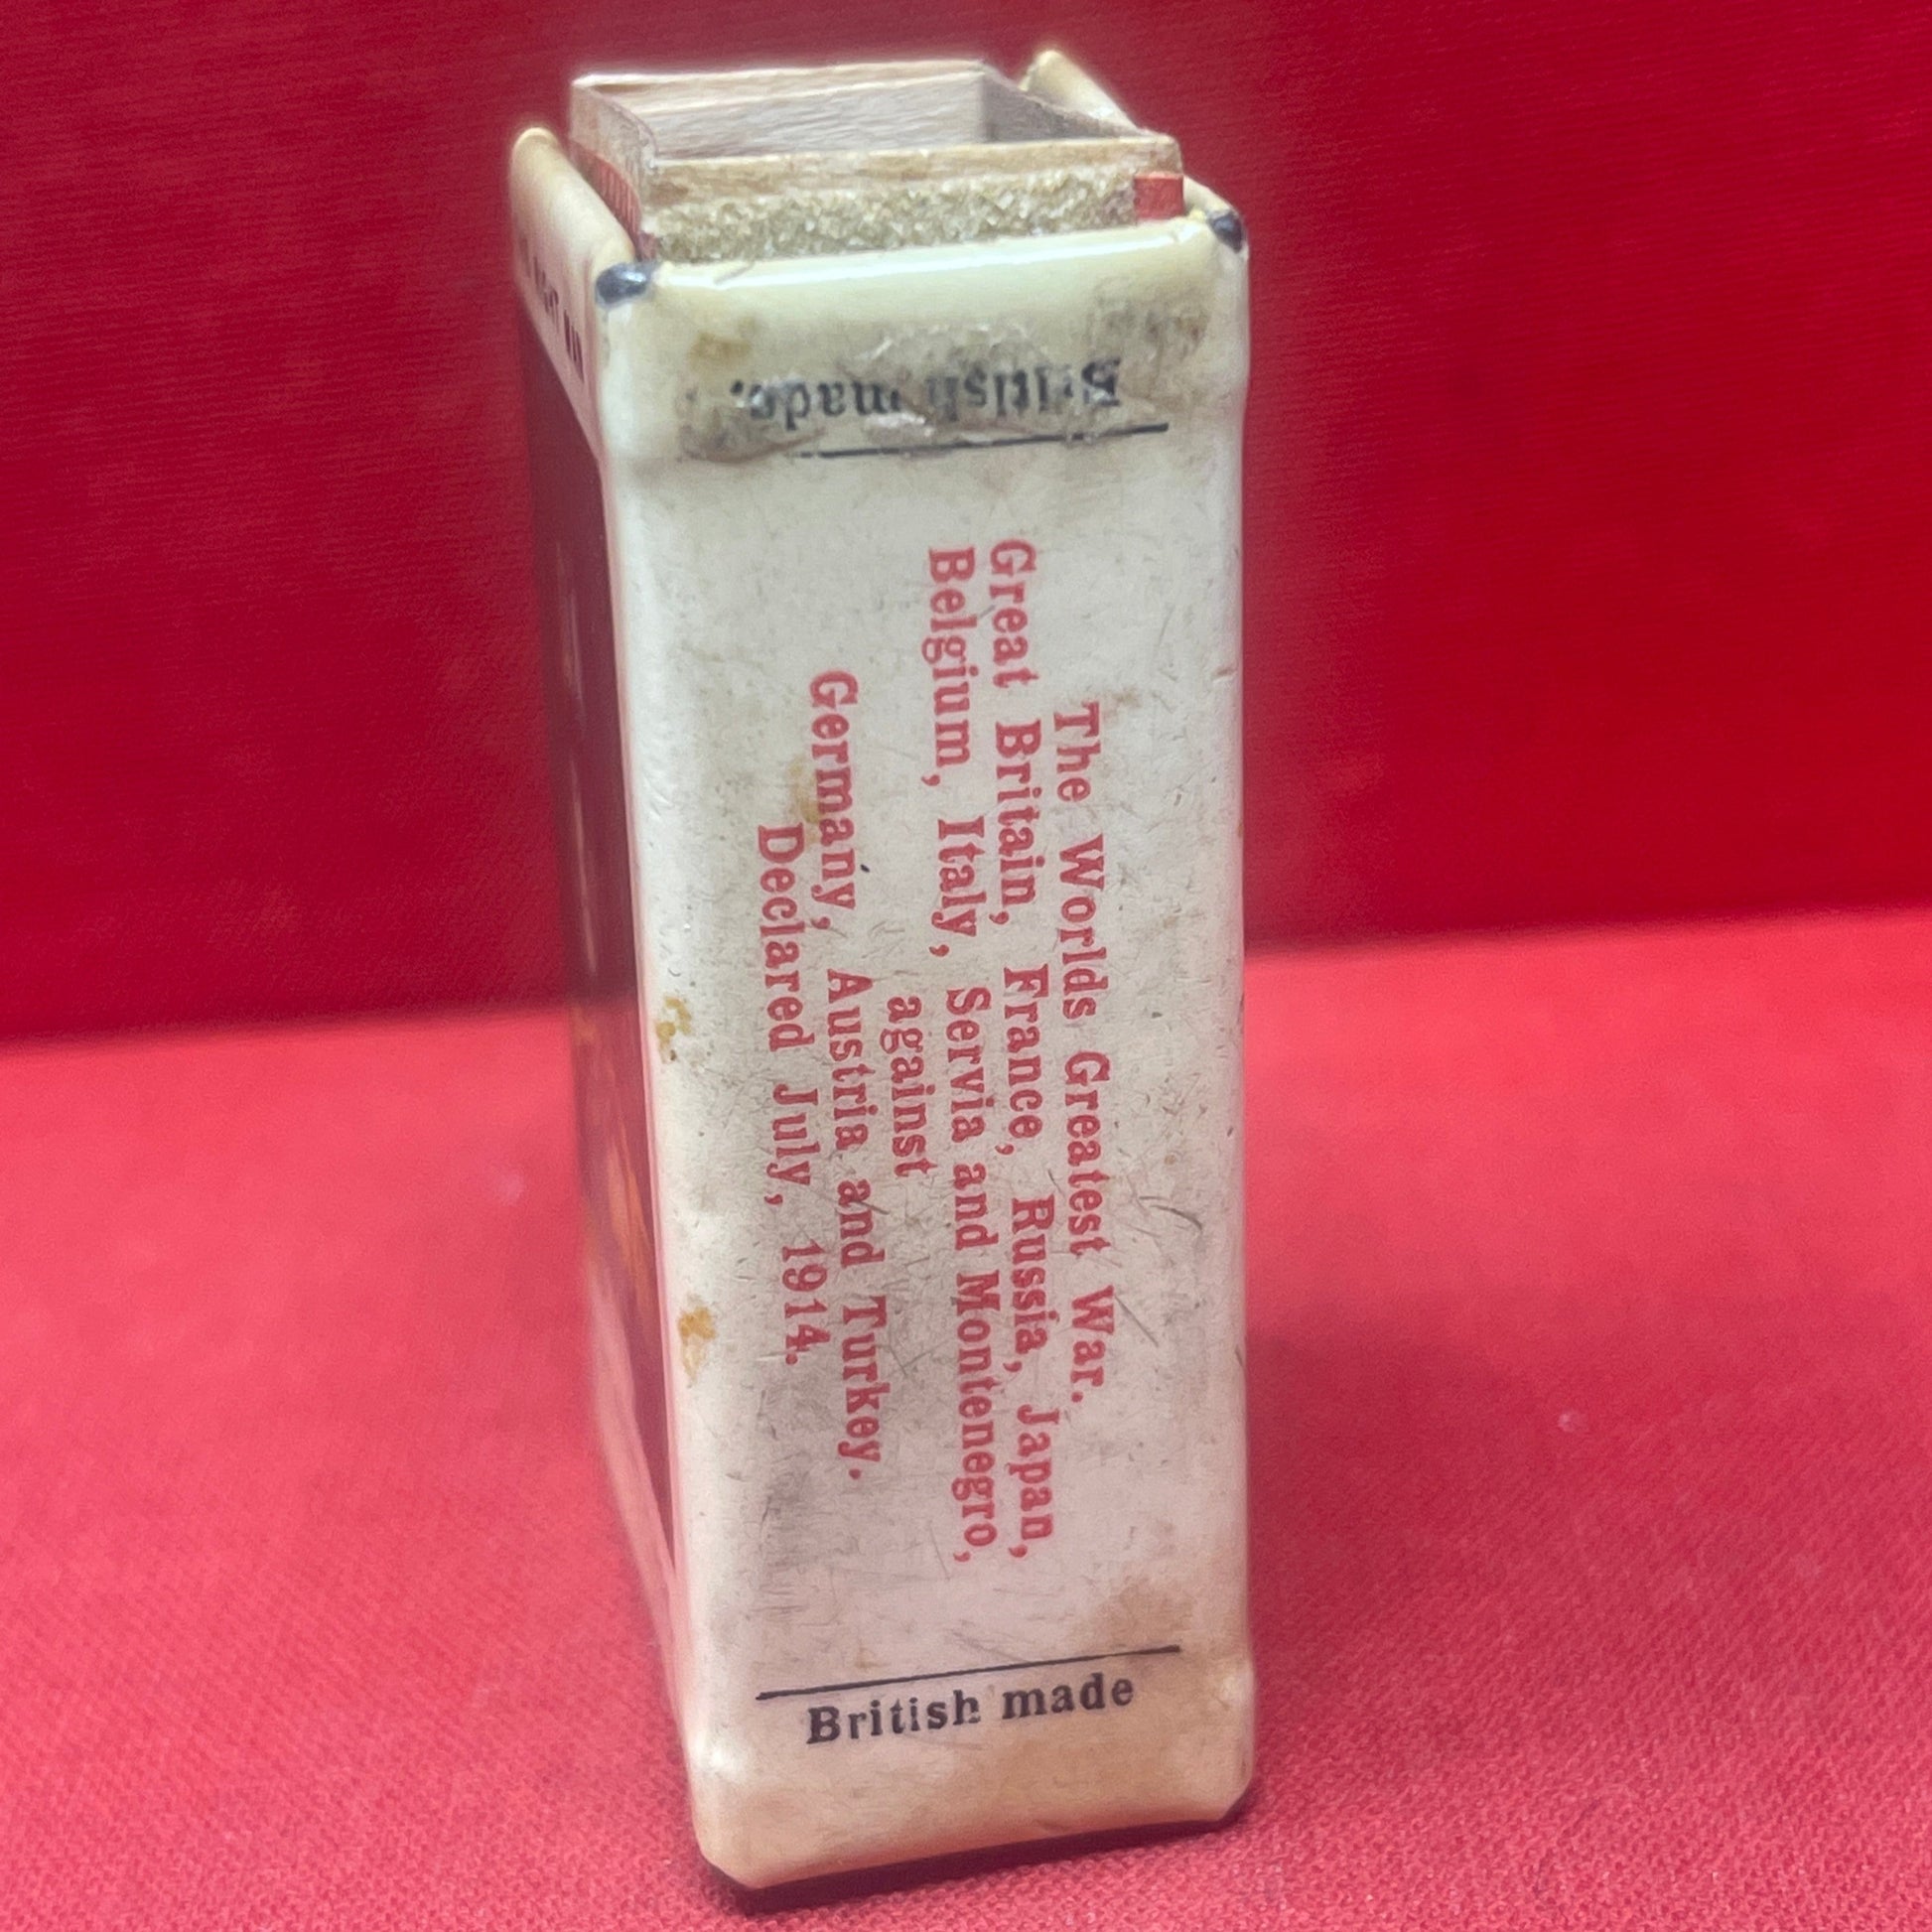 British made.
The Worlds Greatest War.
Great Britain, France, Russia, Japan,
Belgium, Italy, Servia and Montenegro,
against
Germany, Austria and Turkey.
Declared July, 1914.
British made